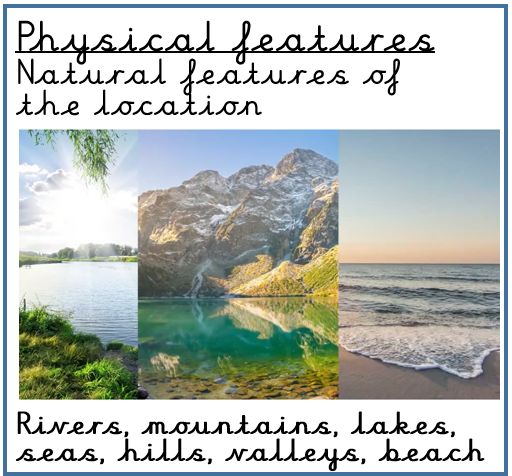 Physical features
Natural features of
the location
Rivers, mountains, lakes,
seas, hills, valleys, beach